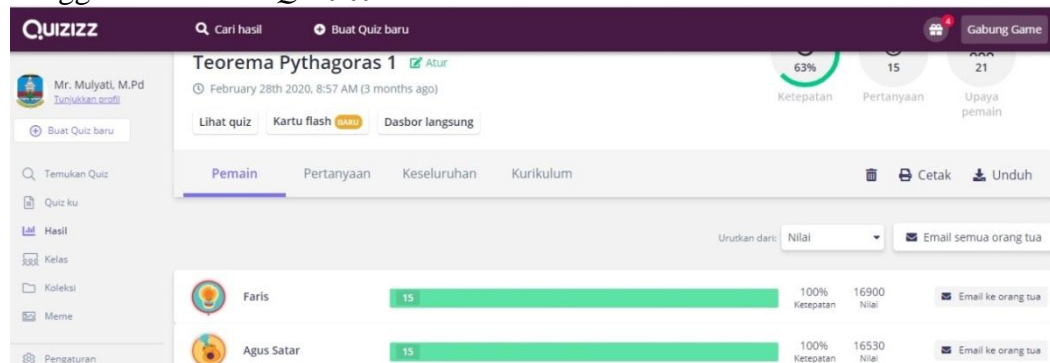 QUIZIZZ
Cari hasil
Buat Quiz baru
4
Gabung Game
Mr. Mulyati, M.Pd
Tunjukkan profil
Buat Quiz baru
Temukan Quiz
Quiz ku
Hasil
Kelas
Koleksi
Meme
Pengaturan
Teorema Pythagoras 1 Atur
February 28th 2020, 8:57 AM (3 months ago)
Lihat quiz Kartu flash BARU Dasbor langsung
63% 15 21
Ketepatan Pertanyaan Upaya
pemain
Pemain Pertanyaan Keseluruhan Kurikulum Cetak Unduh
Urutkan dari: Nilai Email semua orang tua
Faris 15 100% 16900 Email ke orang tua
Ketepatan Nilai
Agus Satar 15 100% 16530 Email ke orang tua
Ketepatan Nilai